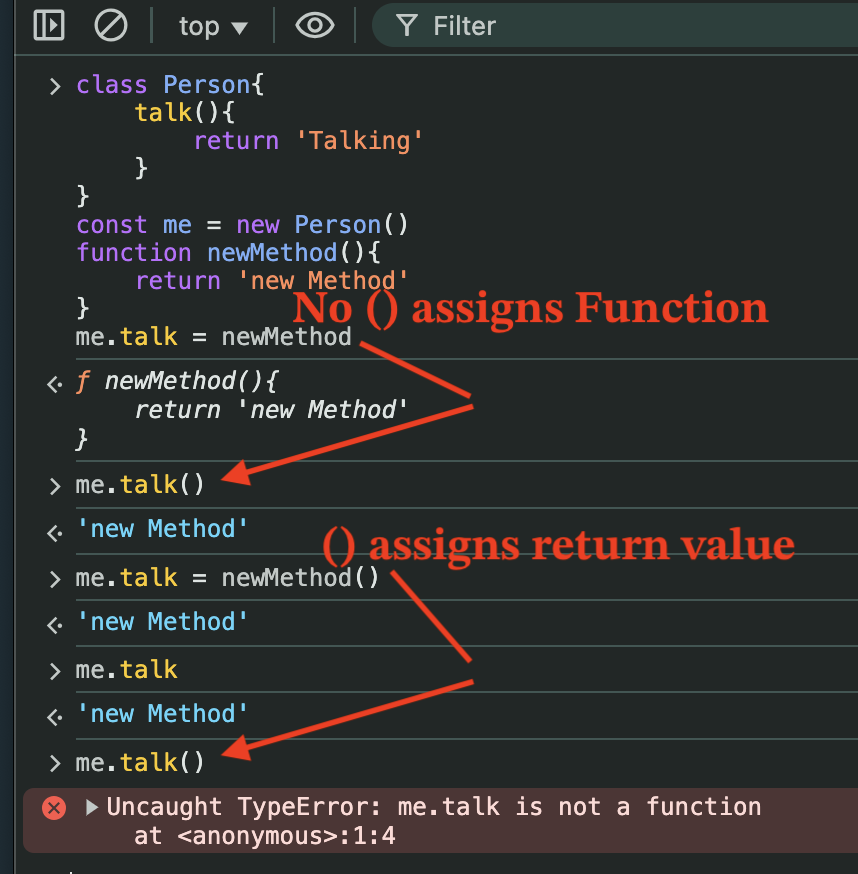 top ▼ Filter
> class Person{
talk(){
return 'Talking'
}
}
const me = new Person()
function newMethod(){
return 'new Method'
}
No () assigns Function
me.talk = newMethod
ƒ newMethod(){
return 'new Method'
}
> me.talk()
'new Method'
() assigns return value
> me.talk = newMethod()
'new Method'
> me.talk
'new Method'
> me.talk()
Uncaught TypeError: me.talk is not a function
at <anonymous>:1:4